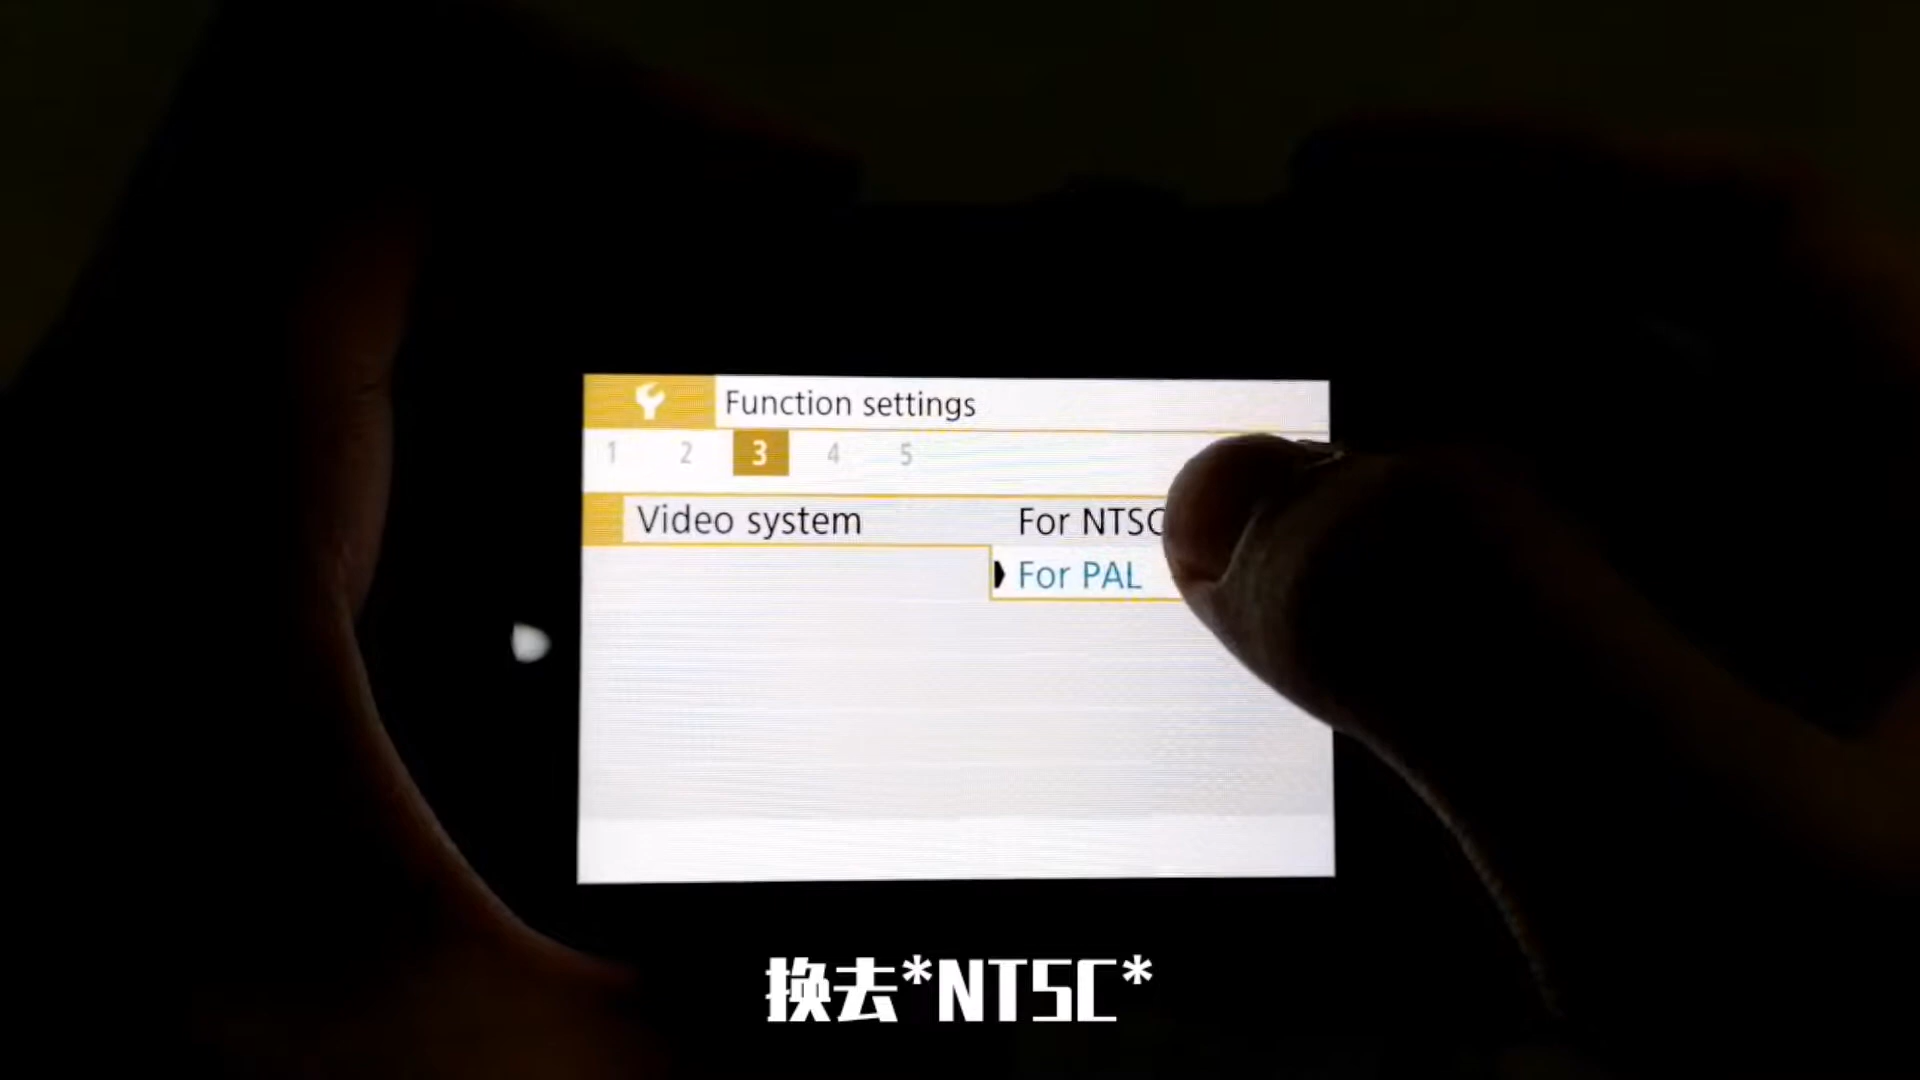 Function settings
1 2 3 4 5
Video system For NTSC
For PAL
换去*NTSC*